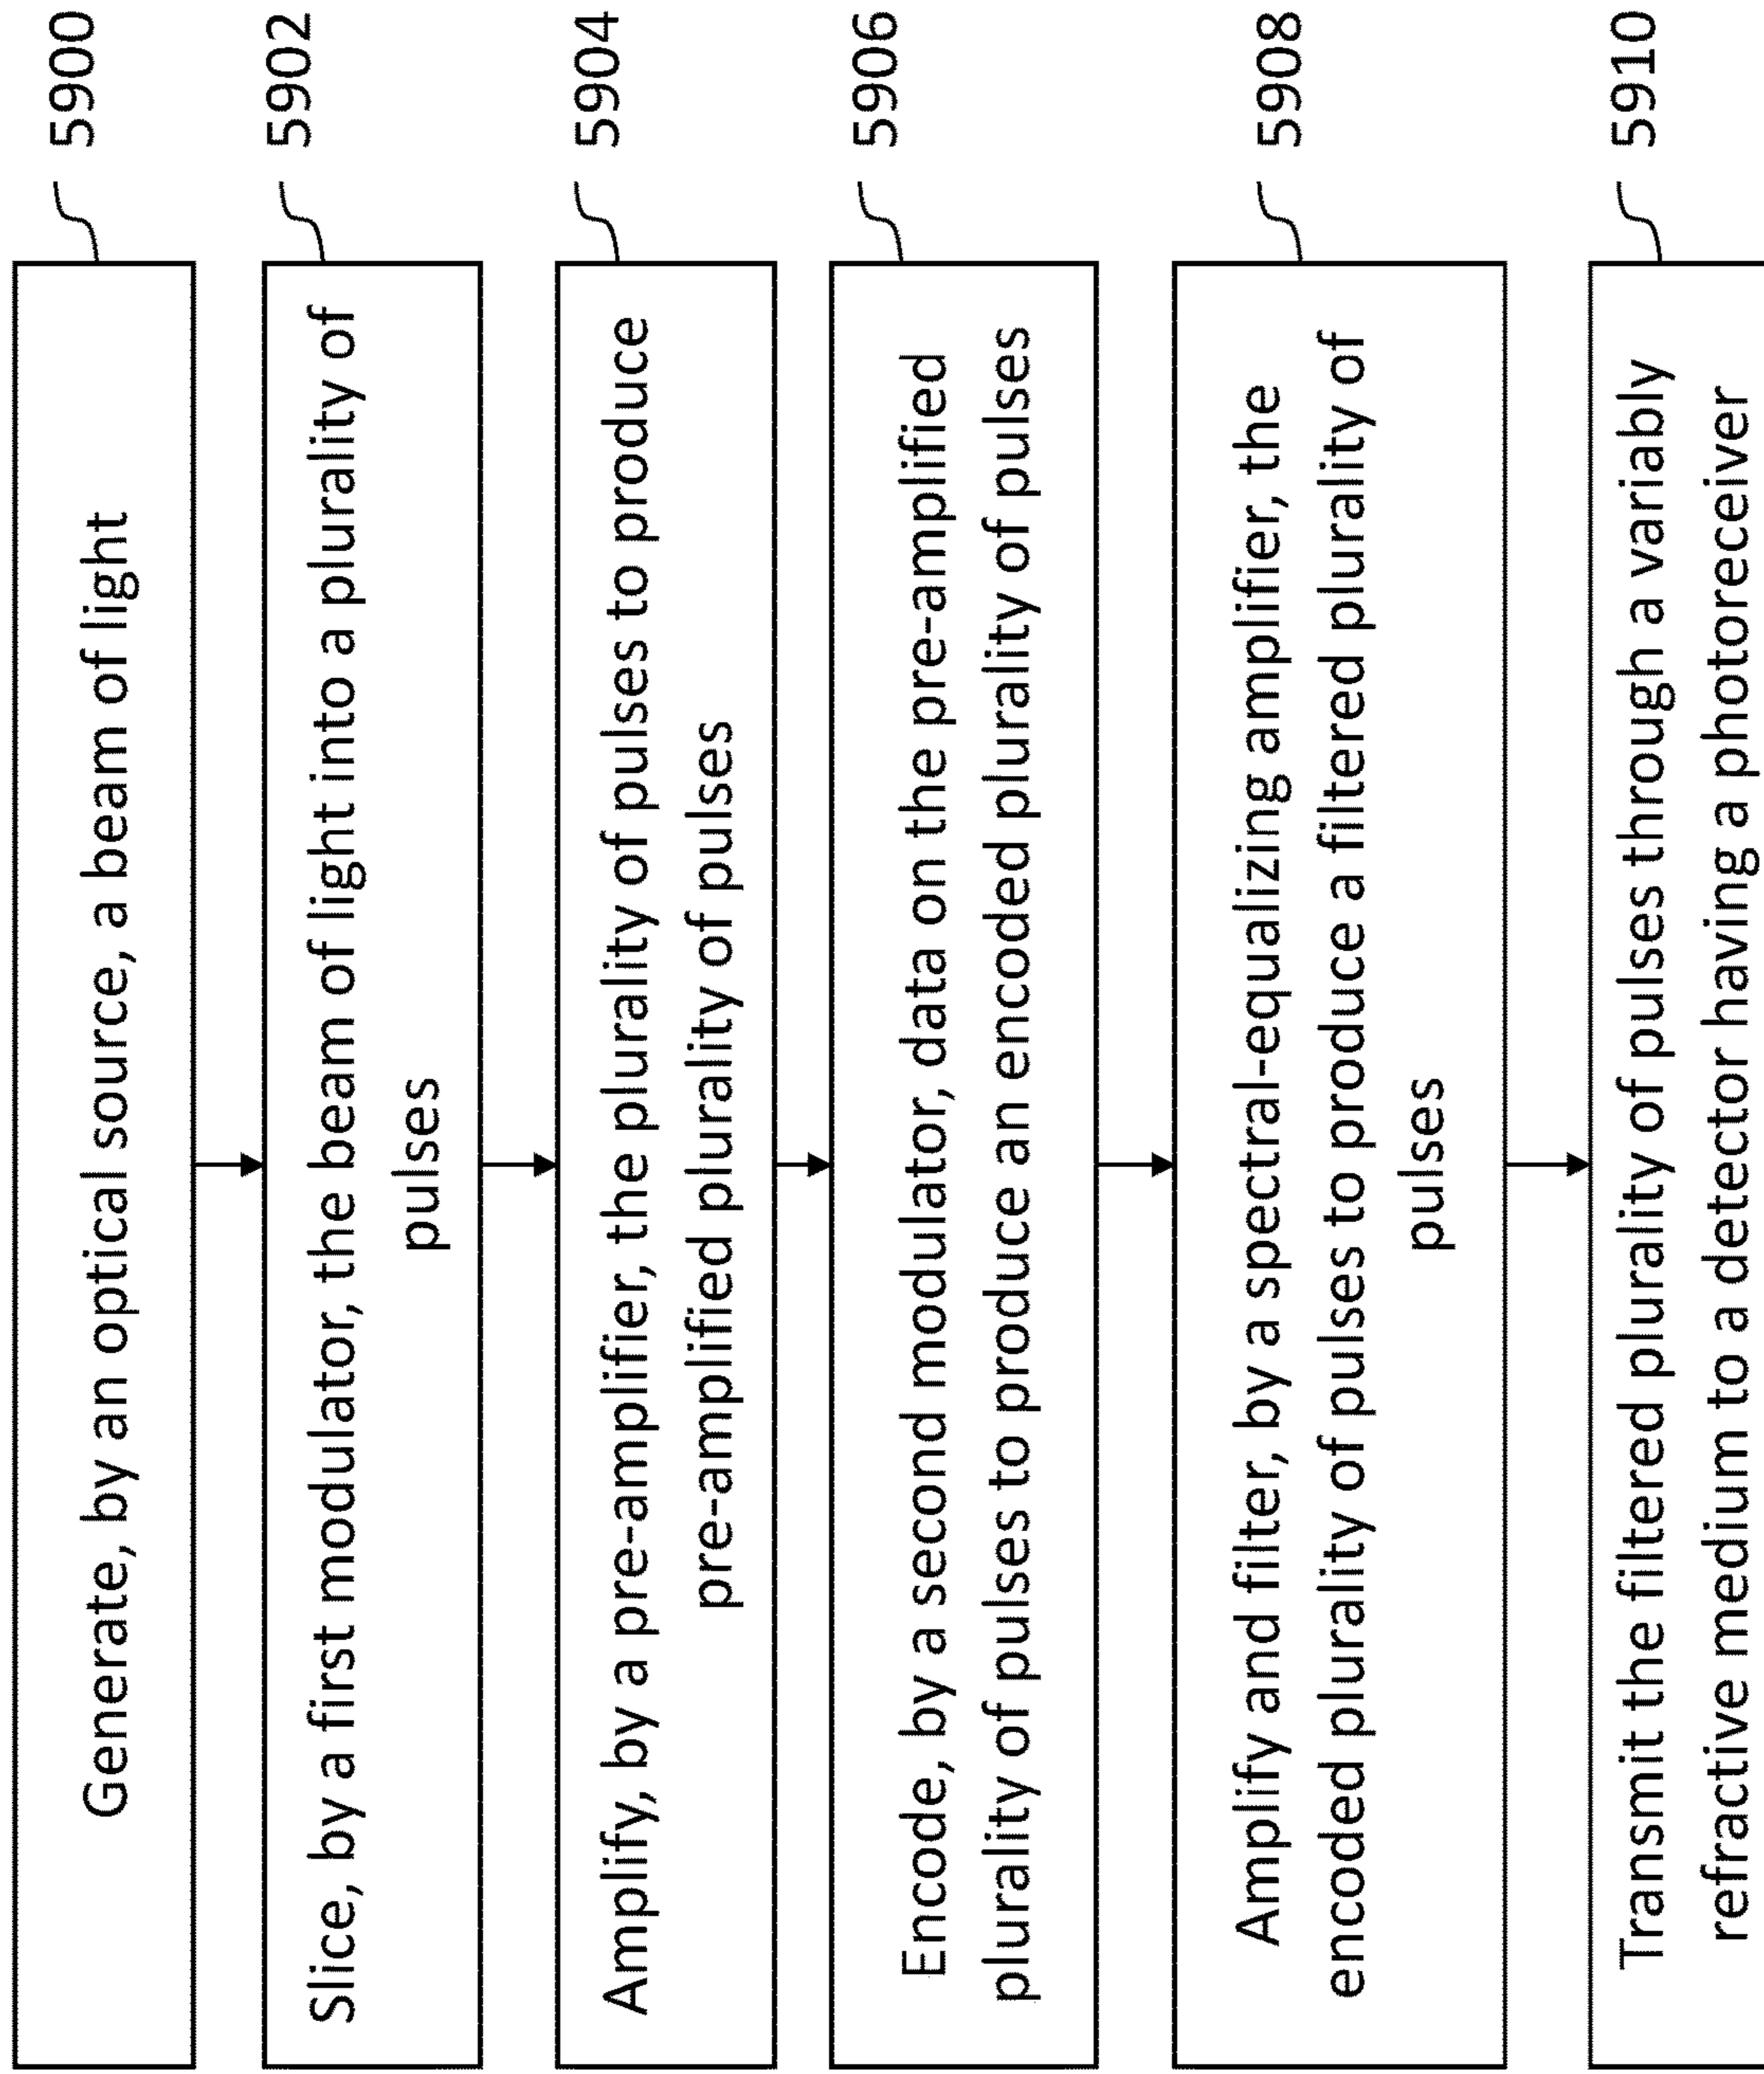 Generate, by an optical source, a beam of light
5900
Slice, by a first modulator, the beam of light into a plurality of
pulses
5902
Amplify, by a pre-amplifier, the plurality of pulses to produce
pre-amplified plurality of pulses
5904
Encode, by a second modulator, data on the pre-amplified
plurality of pulses to produce an encoded plurality of pulses
5906
Amplify and filter, by a spectral-equalizing amplifier, the
encoded plurality of pulses to produce a filtered plurality of
pulses
5908
Transmit the filtered plurality of pulses through a variably
refractive medium to a detector having a photoreceiver
5910